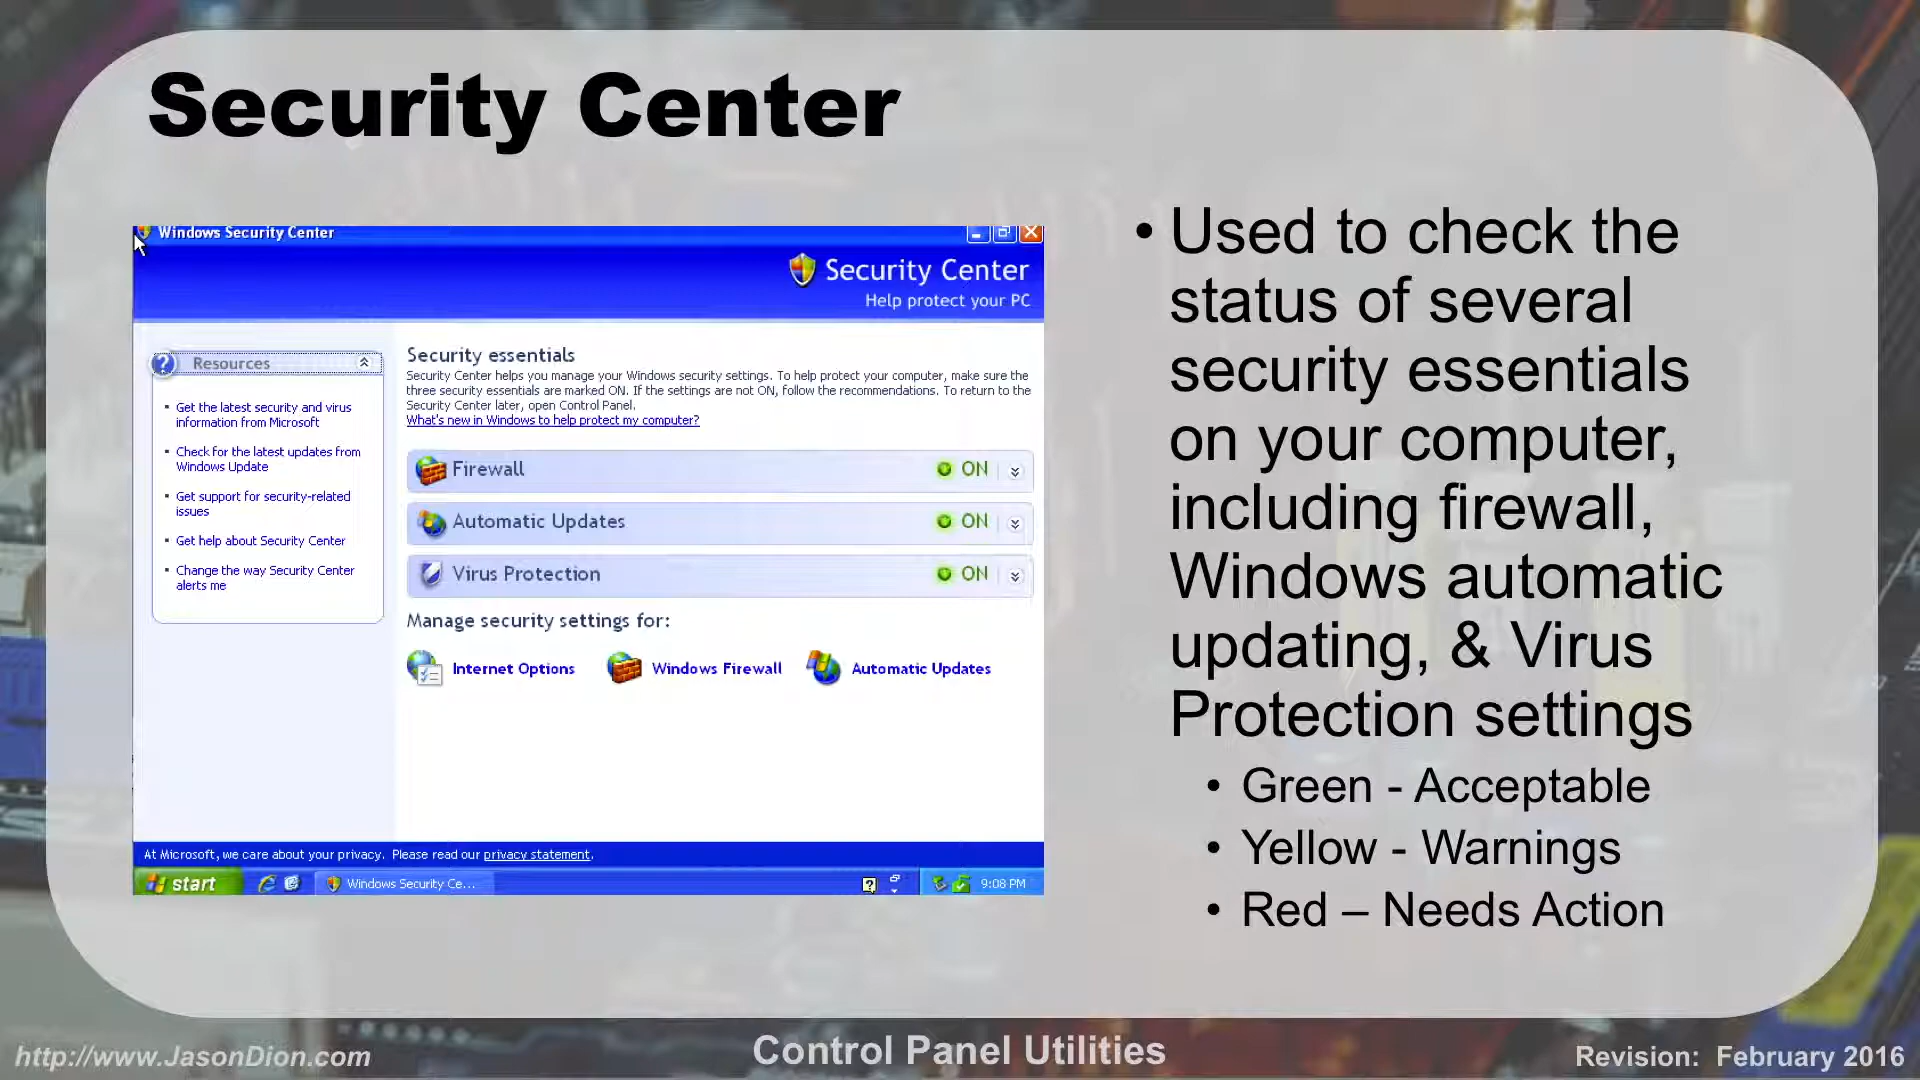 Security Center
Windows Security Center
Security Center
Help protect your PC
Resources
Get the latest security and virus
information from Microsoft
Check for the latest updates from
Windows Update
Get support for security-related
issues
Get help about Security Center
Change the way Security Center
alerts me
Security essentials
Security Center helps you manage your Windows security settings. To help protect your computer, make sure the
three security essentials are marked ON. If the settings are not ON, follow the recommendations. To return to the
Security Center later, open Control Panel.
What's new in Windows to help protect my computer?
Firewall ON
Automatic Updates ON
Virus Protection ON
Manage security settings for:
Internet Options Windows Firewall Automatic Updates
At Microsoft, we care about your privacy. Please read our privacy statement.
start Windows Security Ce... 9:08 PM
• Used to check the
status of several
security essentials
on your computer,
including firewall,
Windows automatic
updating, & Virus
Protection settings
• Green - Acceptable
• Yellow - Warnings
• Red – Needs Action
http://www.JasonDion.com
Control Panel Utilities
Revision: February 2016